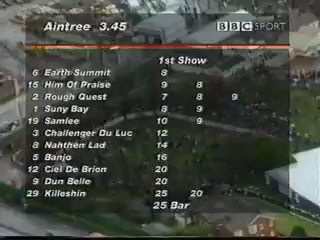 Aintree 3.45 BBC SPORT
1st Show
6 Earth Summit 8
15 Him Of Praise 9 8
2 Rough Quest 7 8 9
1 Suny Bay 8 9
19 Samlee 10 9
3 Challenger Du Luc 12
8 Nahthen Lad 14
5 Banjo 16
12 Ciel De Brion 20
9 Dun Belle 20
29 Killeshin 25 20
25 Bar